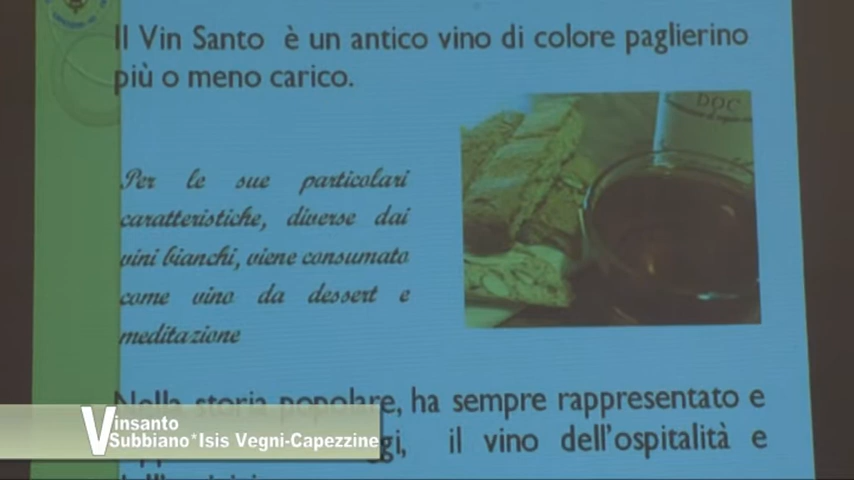 Il Vin Santo è un antico vino di colore paglierino
più o meno carico.
DOC
Per le sue particolari
caratteristiche, diverse dai
vini bianchi, viene consumato
come vino da dessert e
meditazione
Nella storia popolare, ha sempre rappresentato e
il vino dell'ospitalità e
Vinsanto
Subbiano*Isis Vegni-Capezzine